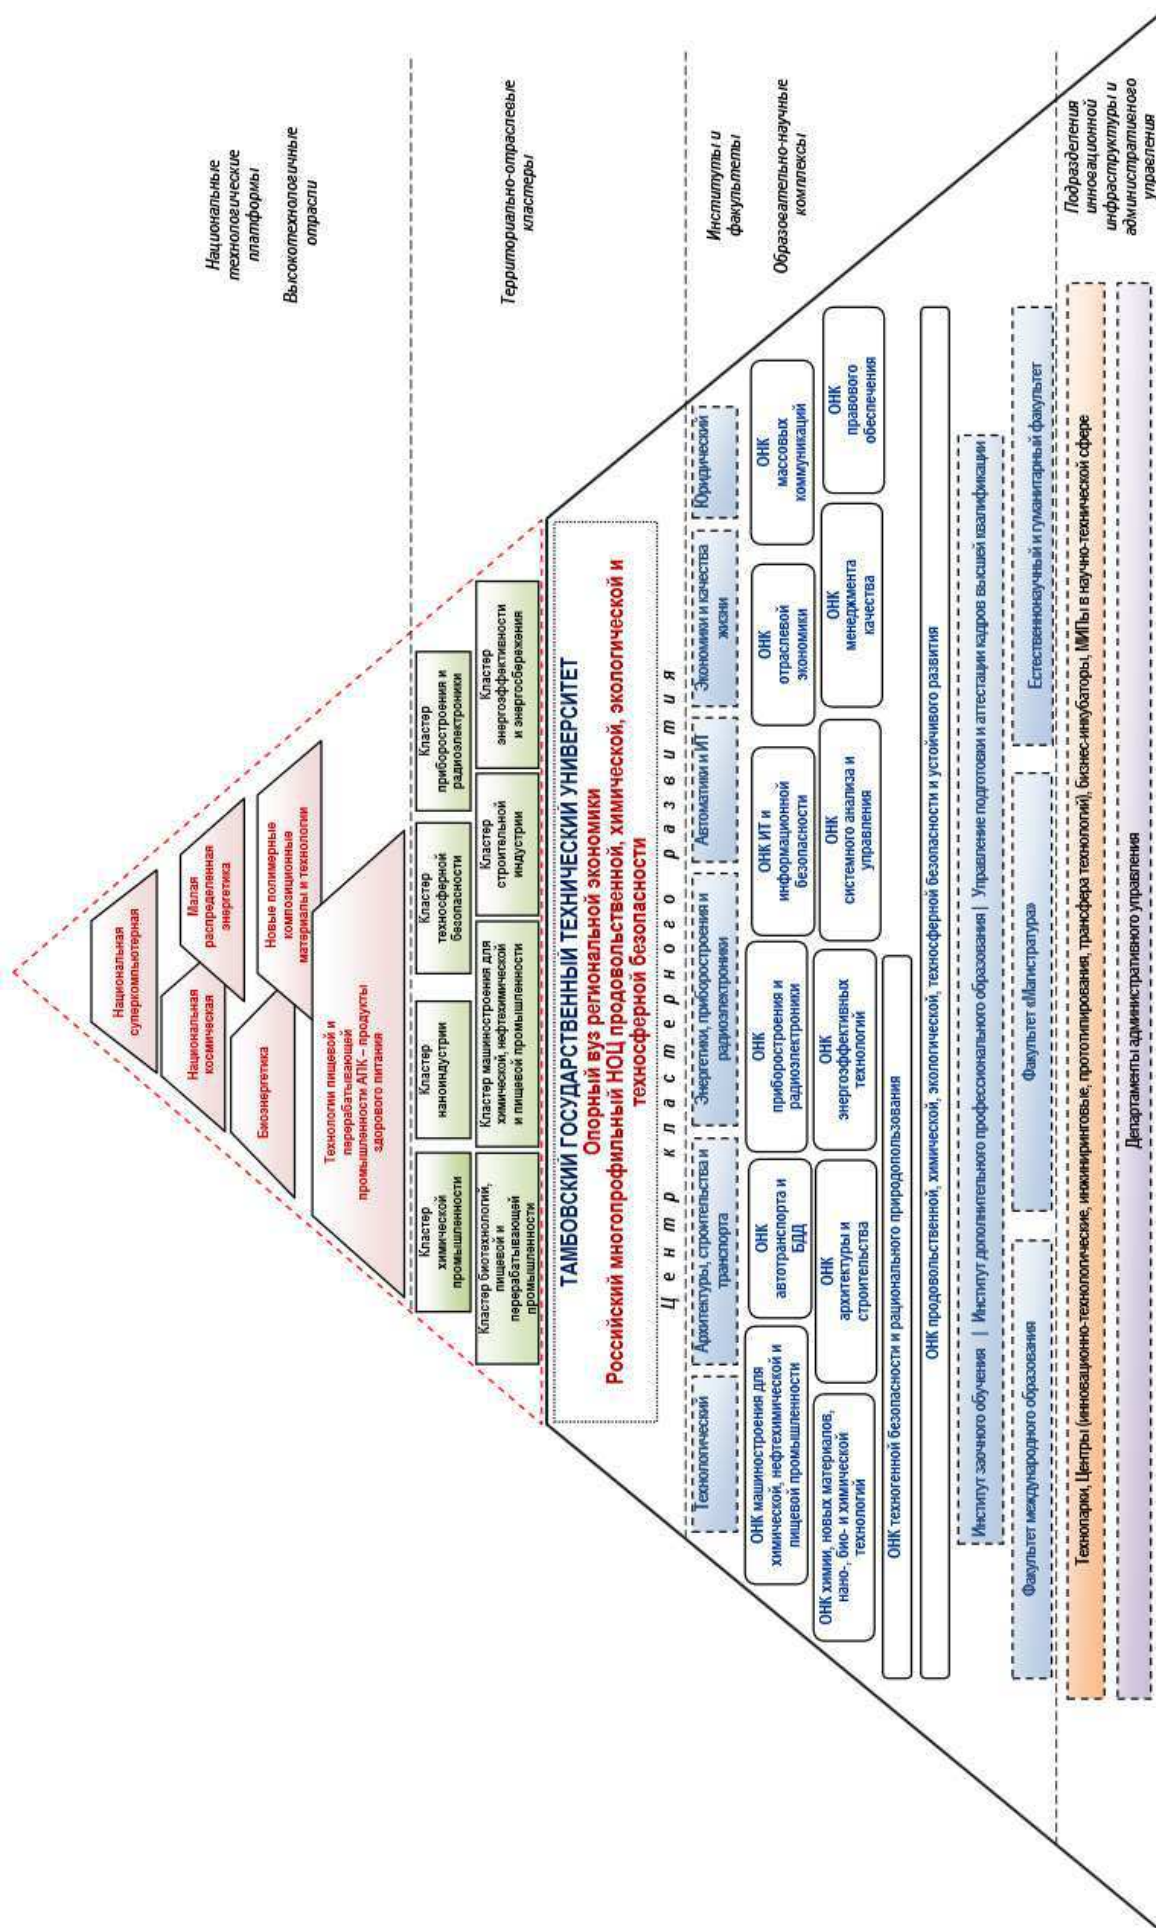 Национальные
технологические
платформы
Высокотехнологичные
отрасли
Национальная
суперкомпьютерная
Национальная
космическая
Малая
распределенная
энергетика
Биоэнергетика
Новые полимерные
композиционные
материалы и технологии
Технологии пищевой и
перерабатывающей
промышленности АПК – продукты
здорового питания
Территориально-отраслевые
кластеры
Кластер
химической
промышленности
Кластер
наноиндустрии
Кластер
техносферной
безопасности
Кластер
приборостроения и
радиоэлектроники
Кластер биотехнологий,
пищевой и
перерабатывающей
промышленности
Кластер машиностроения для
химической, нефтехимической
и пищевой промышленности
Кластер
строительной
индустрии
Кластер
энергоэффективности
и энергосбережения
ТАМБОВСКИЙ ГОСУДАРСТВЕННЫЙ ТЕХНИЧЕСКИЙ УНИВЕРСИТЕТ
Опорный вуз региональной экономики
Российский многопрофильный НОЦ продовольственной, химической, экологической и
техносферной безопасности
Центр кластерного развития
Институты и
факультеты
Технологический
Архитектуры, строительства и
транспорта
Энергетики, приборостроения и
радиоэлектроники
Автоматики и ИТ
Экономики и качества
жизни
Юридический
Образовательно-научные
комплексы
ОНК машиностроения для
химической, нефтехимической и
пищевой промышленности
ОНК
автотранспорта и
БДД
ОНК
приборостроения и
радиоэлектроники
ОНК ИТ и
информационной
безопасности
ОНК
отраслевой
экономики
ОНК
массовых
коммуникаций
ОНК химии, новых материалов,
нано-, био- и химической
технологий
ОНК
архитектуры и
строительства
ОНК
энергоэффективных
технологий
ОНК
системного анализа и
управления
ОНК
менеджмента
качества
ОНК
правового
обеспечения
ОНК техногенной безопасности и рационального природопользования
ОНК продовольственной, химической, экологической, техносферной безопасности и устойчивого развития
Институт заочного обучения | Институт дополнительного профессионального образования | Управление подготовки и аттестации кадров высшей квалификации
Факультет международного образования
Факультет «Магистратура»
Естественнонаучный и гуманитарный факультет
Подразделения
инновационной
инфраструктуры и
административного
управления
Технопарки, Центры (инновационно-технологические, инжиниринговые, прототипирования, трансфера технологий), бизнес-инкубаторы, МИПы в научно-технической сфере
Департаменты административного управления